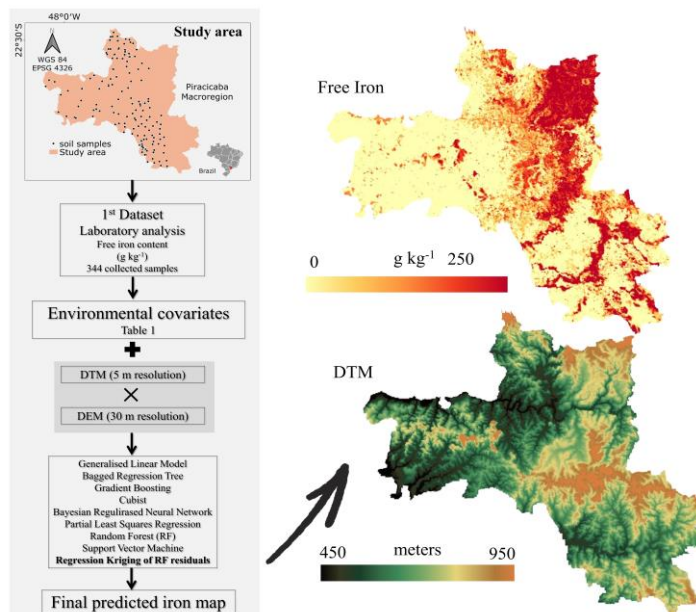 48°0'W
22°30'S
N
WGS 84
EPSG 4326
Study area
Piracicaba
Macroregion
• soil samples
Study area
Brazil
1st Dataset
Laboratory analysis
Free iron content
(g kg-1)
344 collected samples
Environmental covariates
Table 1
DTM (5 m resolution)
DEM (30 m resolution)
Generalised Linear Model
Bagged Regression Tree
Gradient Boosting
Cubist
Bayesian Regulirased Neural Network
Partial Least Squares Regression
Random Forest (RF)
Support Vector Machine
Regression Kriging of RF residuals
Final predicted iron map
Free Iron
0 g kg-1 250
DTM
450 meters 950